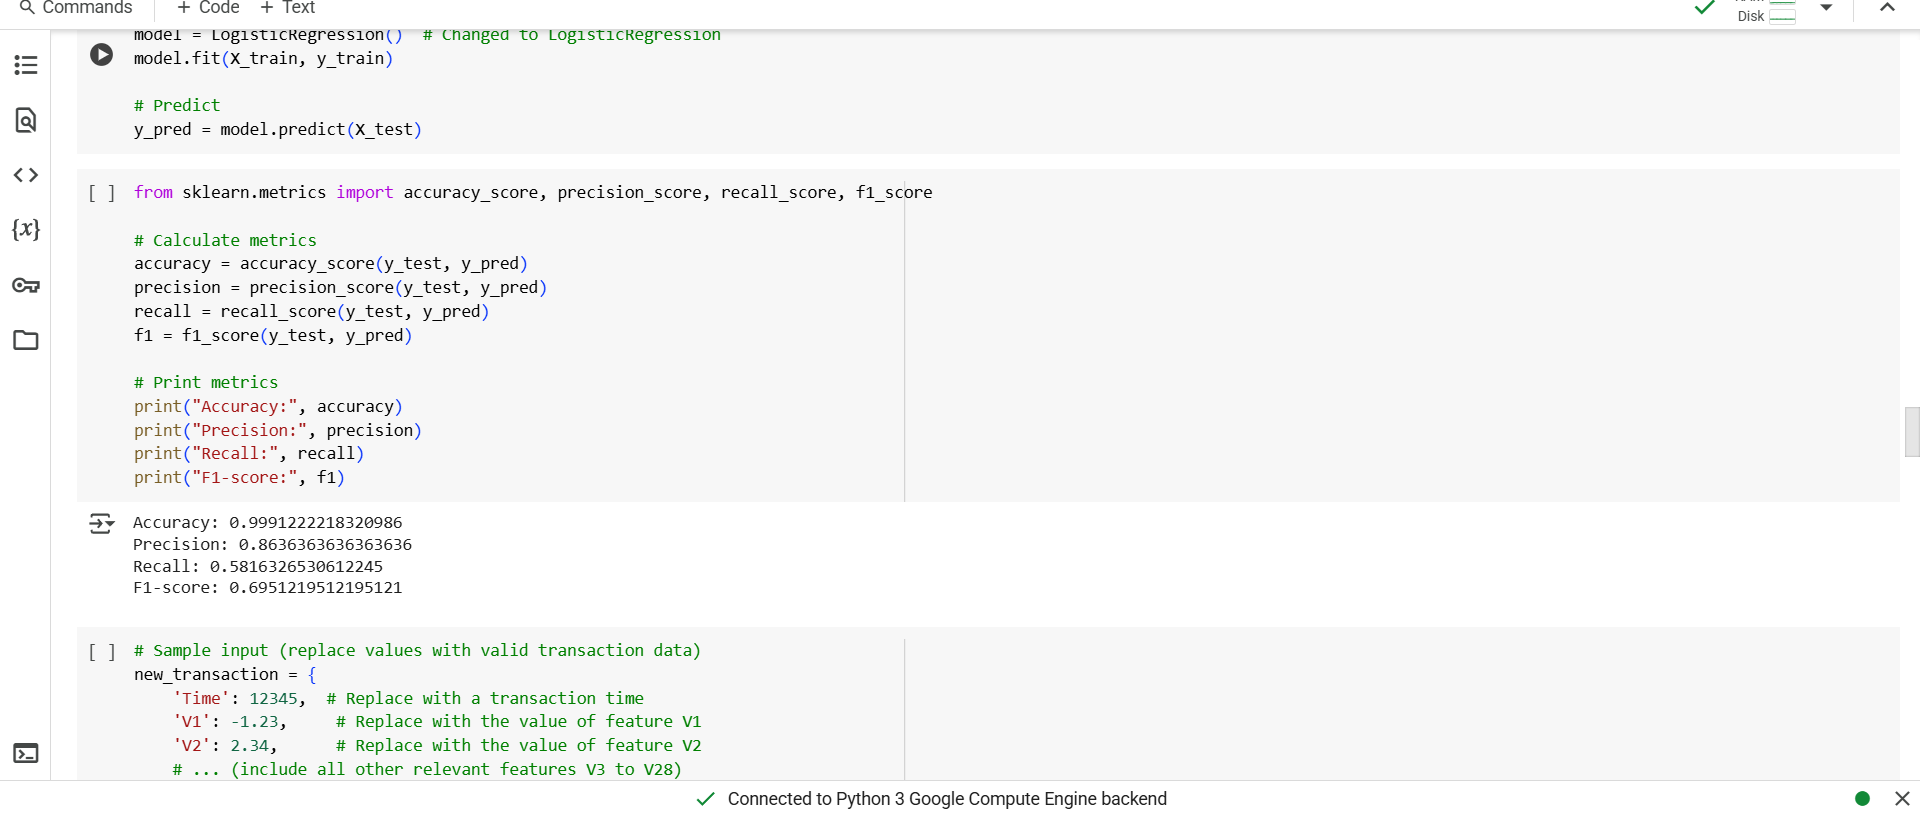 Commands + Code + Text
Disk
model = LogisticRegression() # Changed to LogisticRegression
model.fit(X_train, y_train)
# Predict
y_pred = model.predict(X_test)
[ ] from sklearn.metrics import accuracy_score, precision_score, recall_score, f1_score
# Calculate metrics
accuracy = accuracy_score(y_test, y_pred)
precision = precision_score(y_test, y_pred)
recall = recall_score(y_test, y_pred)
f1 = f1_score(y_test, y_pred)
# Print metrics
print("Accuracy:", accuracy)
print("Precision:", precision)
print("Recall:", recall)
print("F1-score:", f1)
Accuracy: 0.9991222218320986
Precision: 0.8636363636363636
Recall: 0.5816326530612245
F1-score: 0.6951219512195121
[ ] # Sample input (replace values with valid transaction data)
new_transaction = {
'Time': 12345, # Replace with a transaction time
'V1': -1.23, # Replace with the value of feature V1
'V2': 2.34, # Replace with the value of feature V2
# ... (include all other relevant features V3 to V28)
Connected to Python 3 Google Compute Engine backend